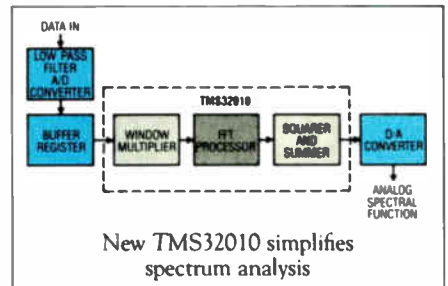 DATA IN
LOW PASS
FILTER
A/D
CONVERTER
TMS32010
BUFFER
REGISTER
WINDOW
MULTIPLIER
FFT
PROCESSOR
SQUARER
AND
SUMMER
D/A
CONVERTER
ANALOG
SPECTRAL
FUNCTION
New TMS32010 simplifies
spectrum analysis